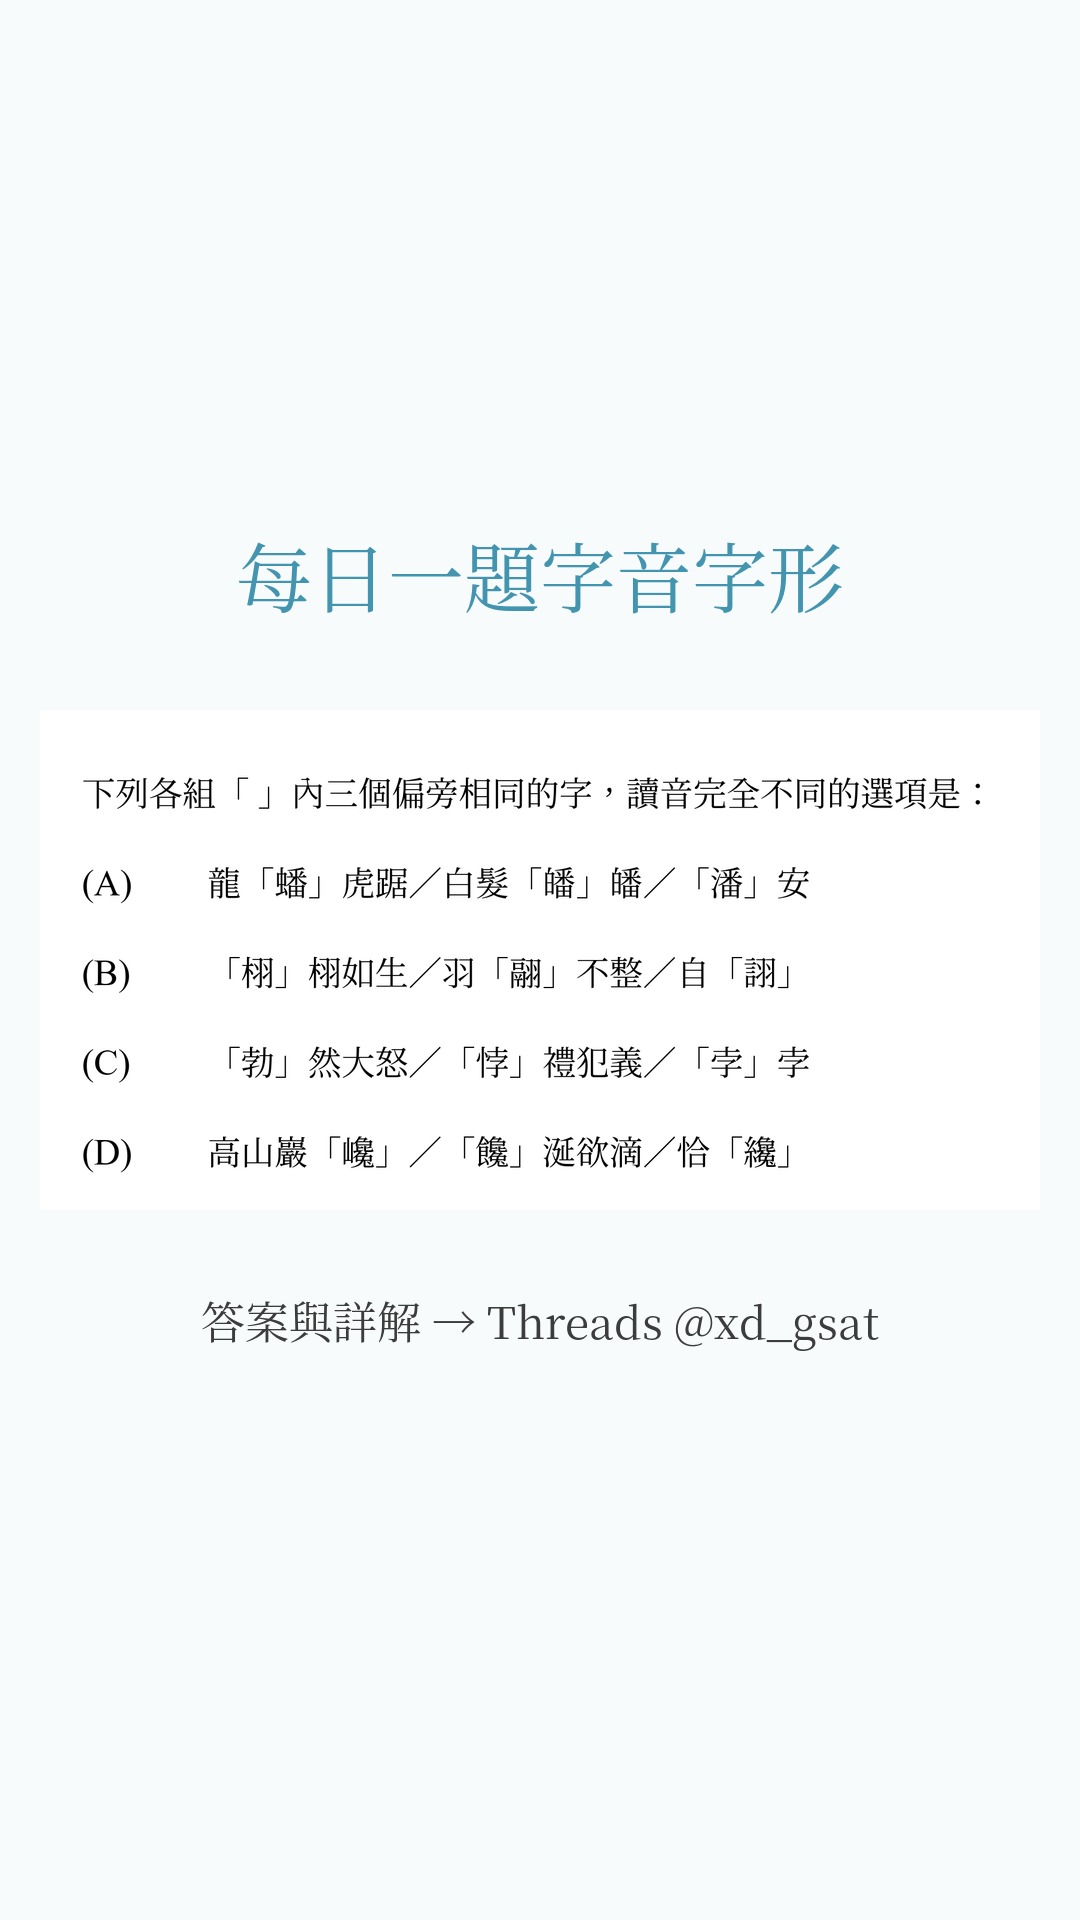 每日一題字音字形
下列各組「 」內三個偏旁相同的字，讀音完全不同的選項是：
(A) 龍「蟠」虎踞／白髮「皤」皤／「潘」安
(B) 「栩」栩如生／羽「翮」不整／自「詡」
(C) 「勃」然大怒／「悖」禮犯義／「孛」孛
(D) 高山巖「巉」／「饞」涎欲滴／恰「纔」
答案與詳解 → Threads @xd_gsat